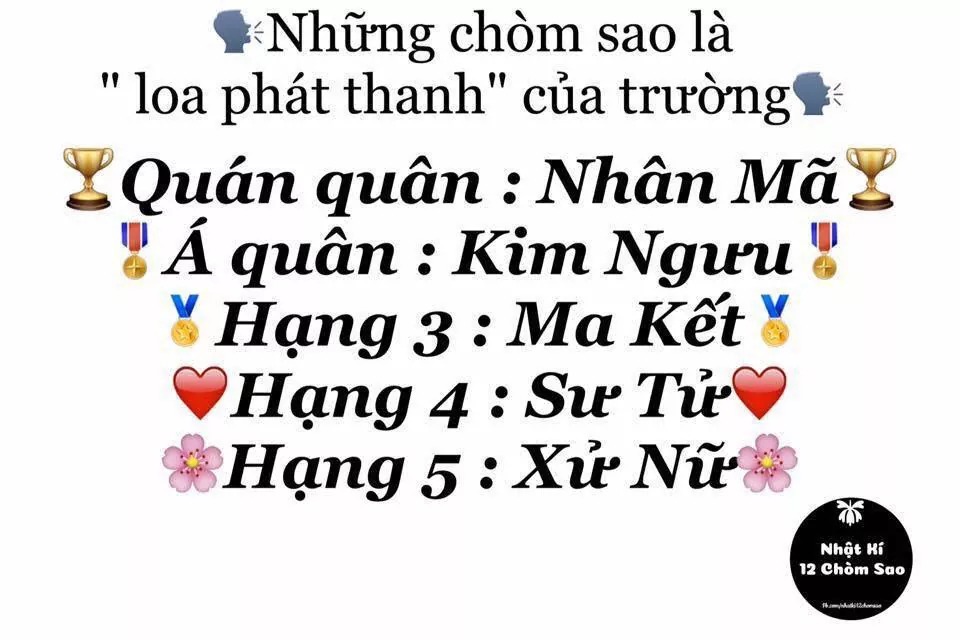 🗣Những chòm sao là
" loa phát thanh" của trường🗣
🏆Quán quân : Nhân Mã🏆
🎖Á quân : Kim Ngưu🎖
🏅Hạng 3 : Ma Kết🏅
❤️Hạng 4 : Sư Tử❤️
🌸Hạng 5 : Xử Nữ🌸
Nhật Kí
12 Chòm Sao